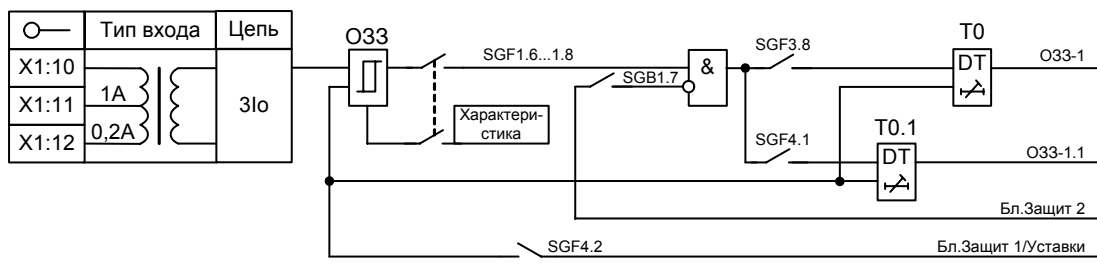 Тип входа
Цепь
X1:10
X1:11
X1:12
1А
0,2А
3Io
ОЗЗ
SGF1.6...1.8
SGB1.7
Характери-
стика
&
SGF3.8
T0
DT
ОЗЗ-1
SGF4.1
T0.1
DT
ОЗЗ-1.1
Бл.Защит 2
SGF4.2
Бл.Защит 1/Уставки